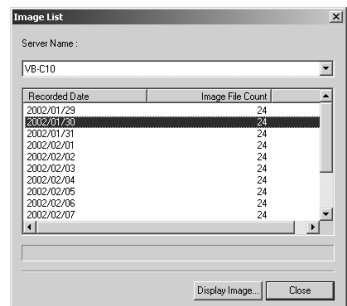 Image List
Server Name :
VB-C10
Recorded Date Image File Count
2002/01/29 24
2002/01/30 24
2002/01/31 24
2002/02/01 24
2002/02/02 24
2002/02/03 24
2002/02/04 24
2002/02/05 24
2002/02/06 24
2002/02/07 24
Display Image... Close